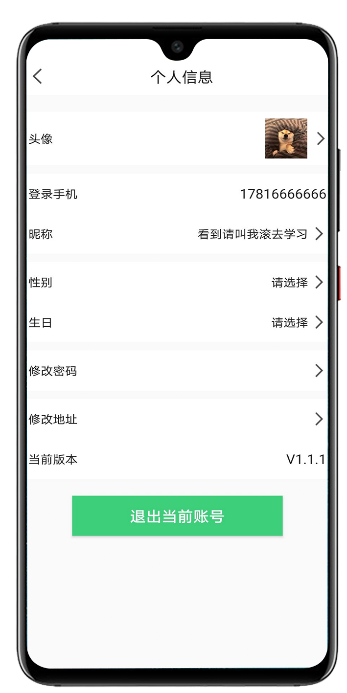 个人信息
头像
登录手机 17816666666
昵称 看到请叫我滚去学习
性别 请选择
生日 请选择
修改密码
修改地址
当前版本 V1.1.1
退出当前账号